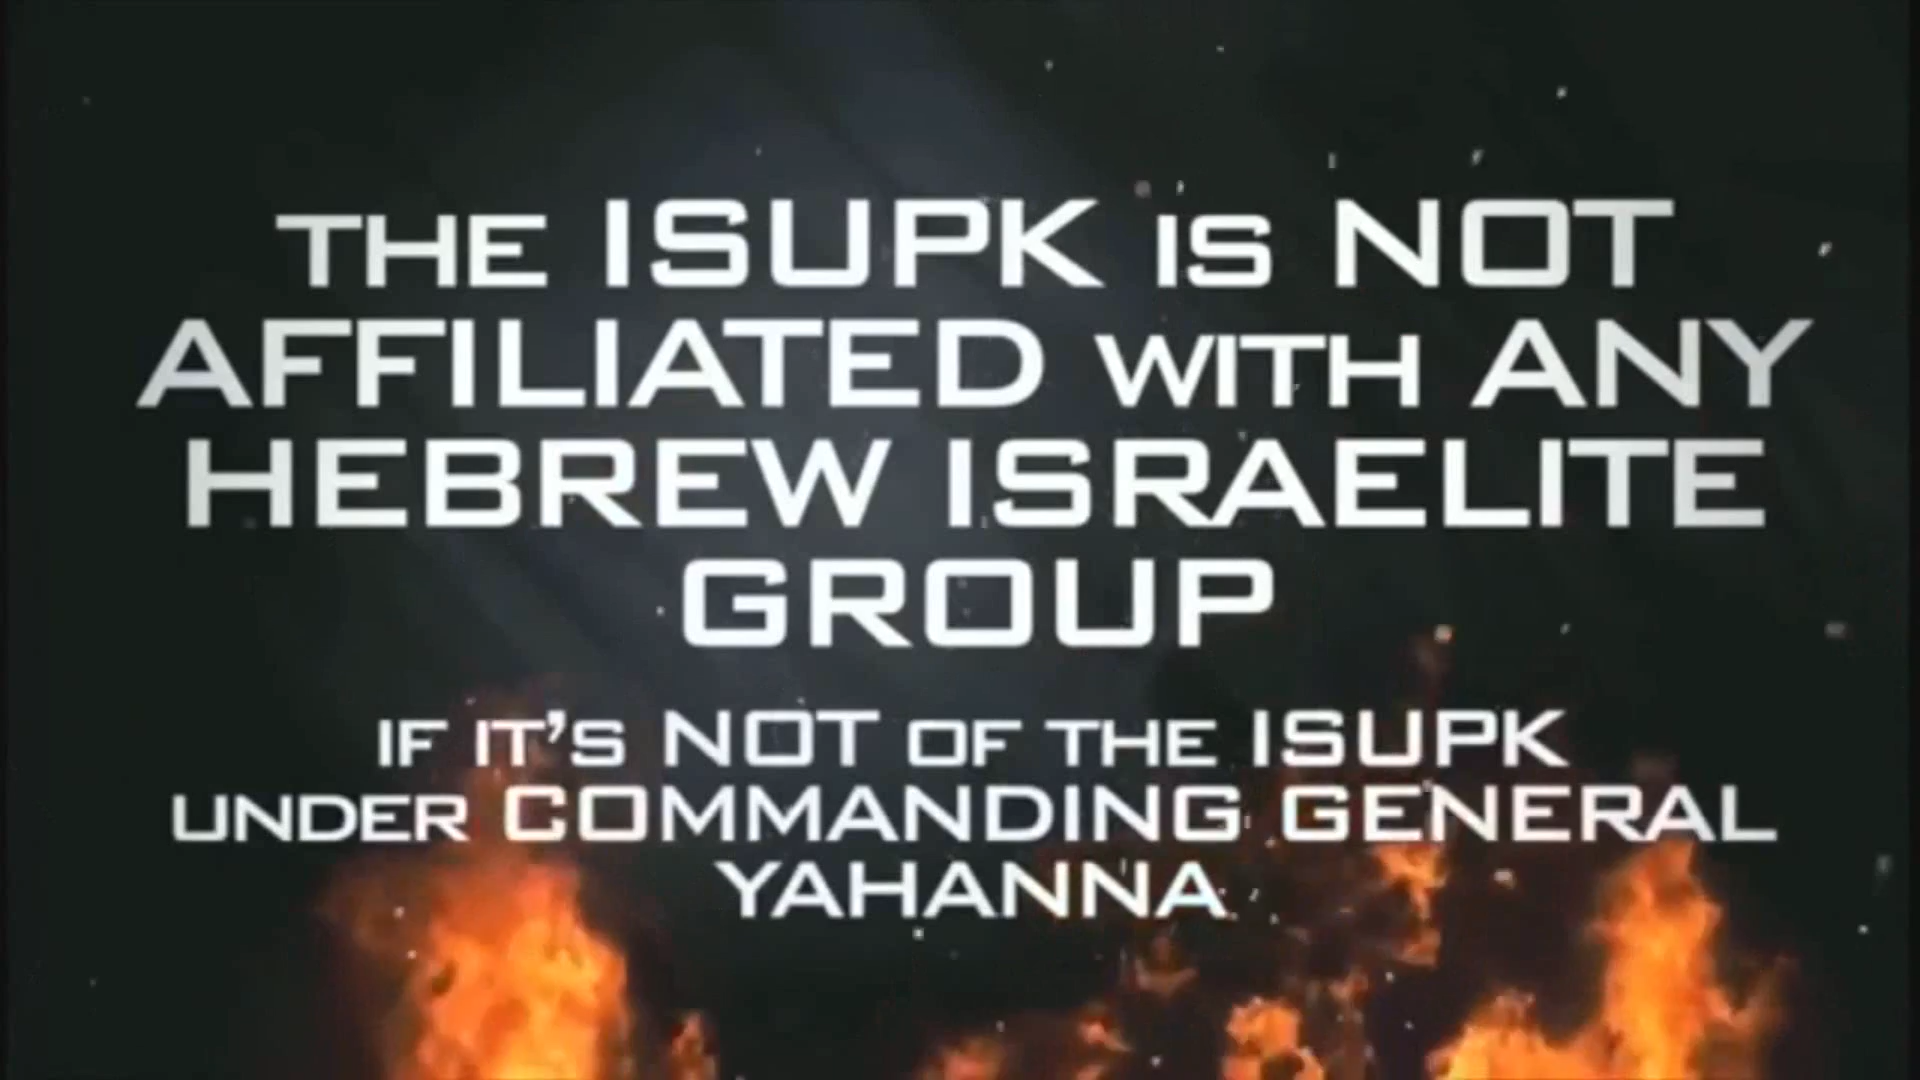 THE ISUPK IS NOT
AFFILIATED WITH ANY
HEBREW ISRAELITE
GROUP
IF IT'S NOT OF THE ISUPK
UNDER COMMANDING GENERAL
YAHANNA